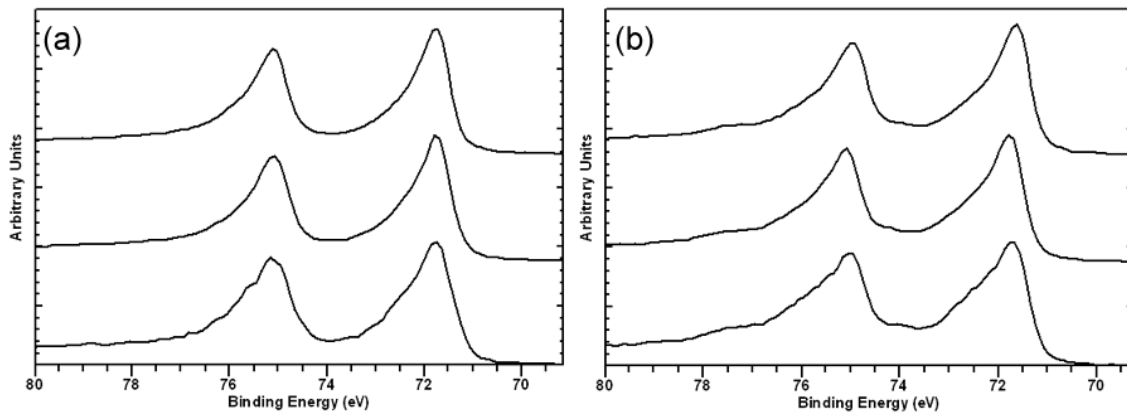 (a)
Arbitrary Units
80 78 76 74 72 70
Binding Energy (eV)
(b)
Arbitrary Units
80 78 76 74 72 70
Binding Energy (eV)